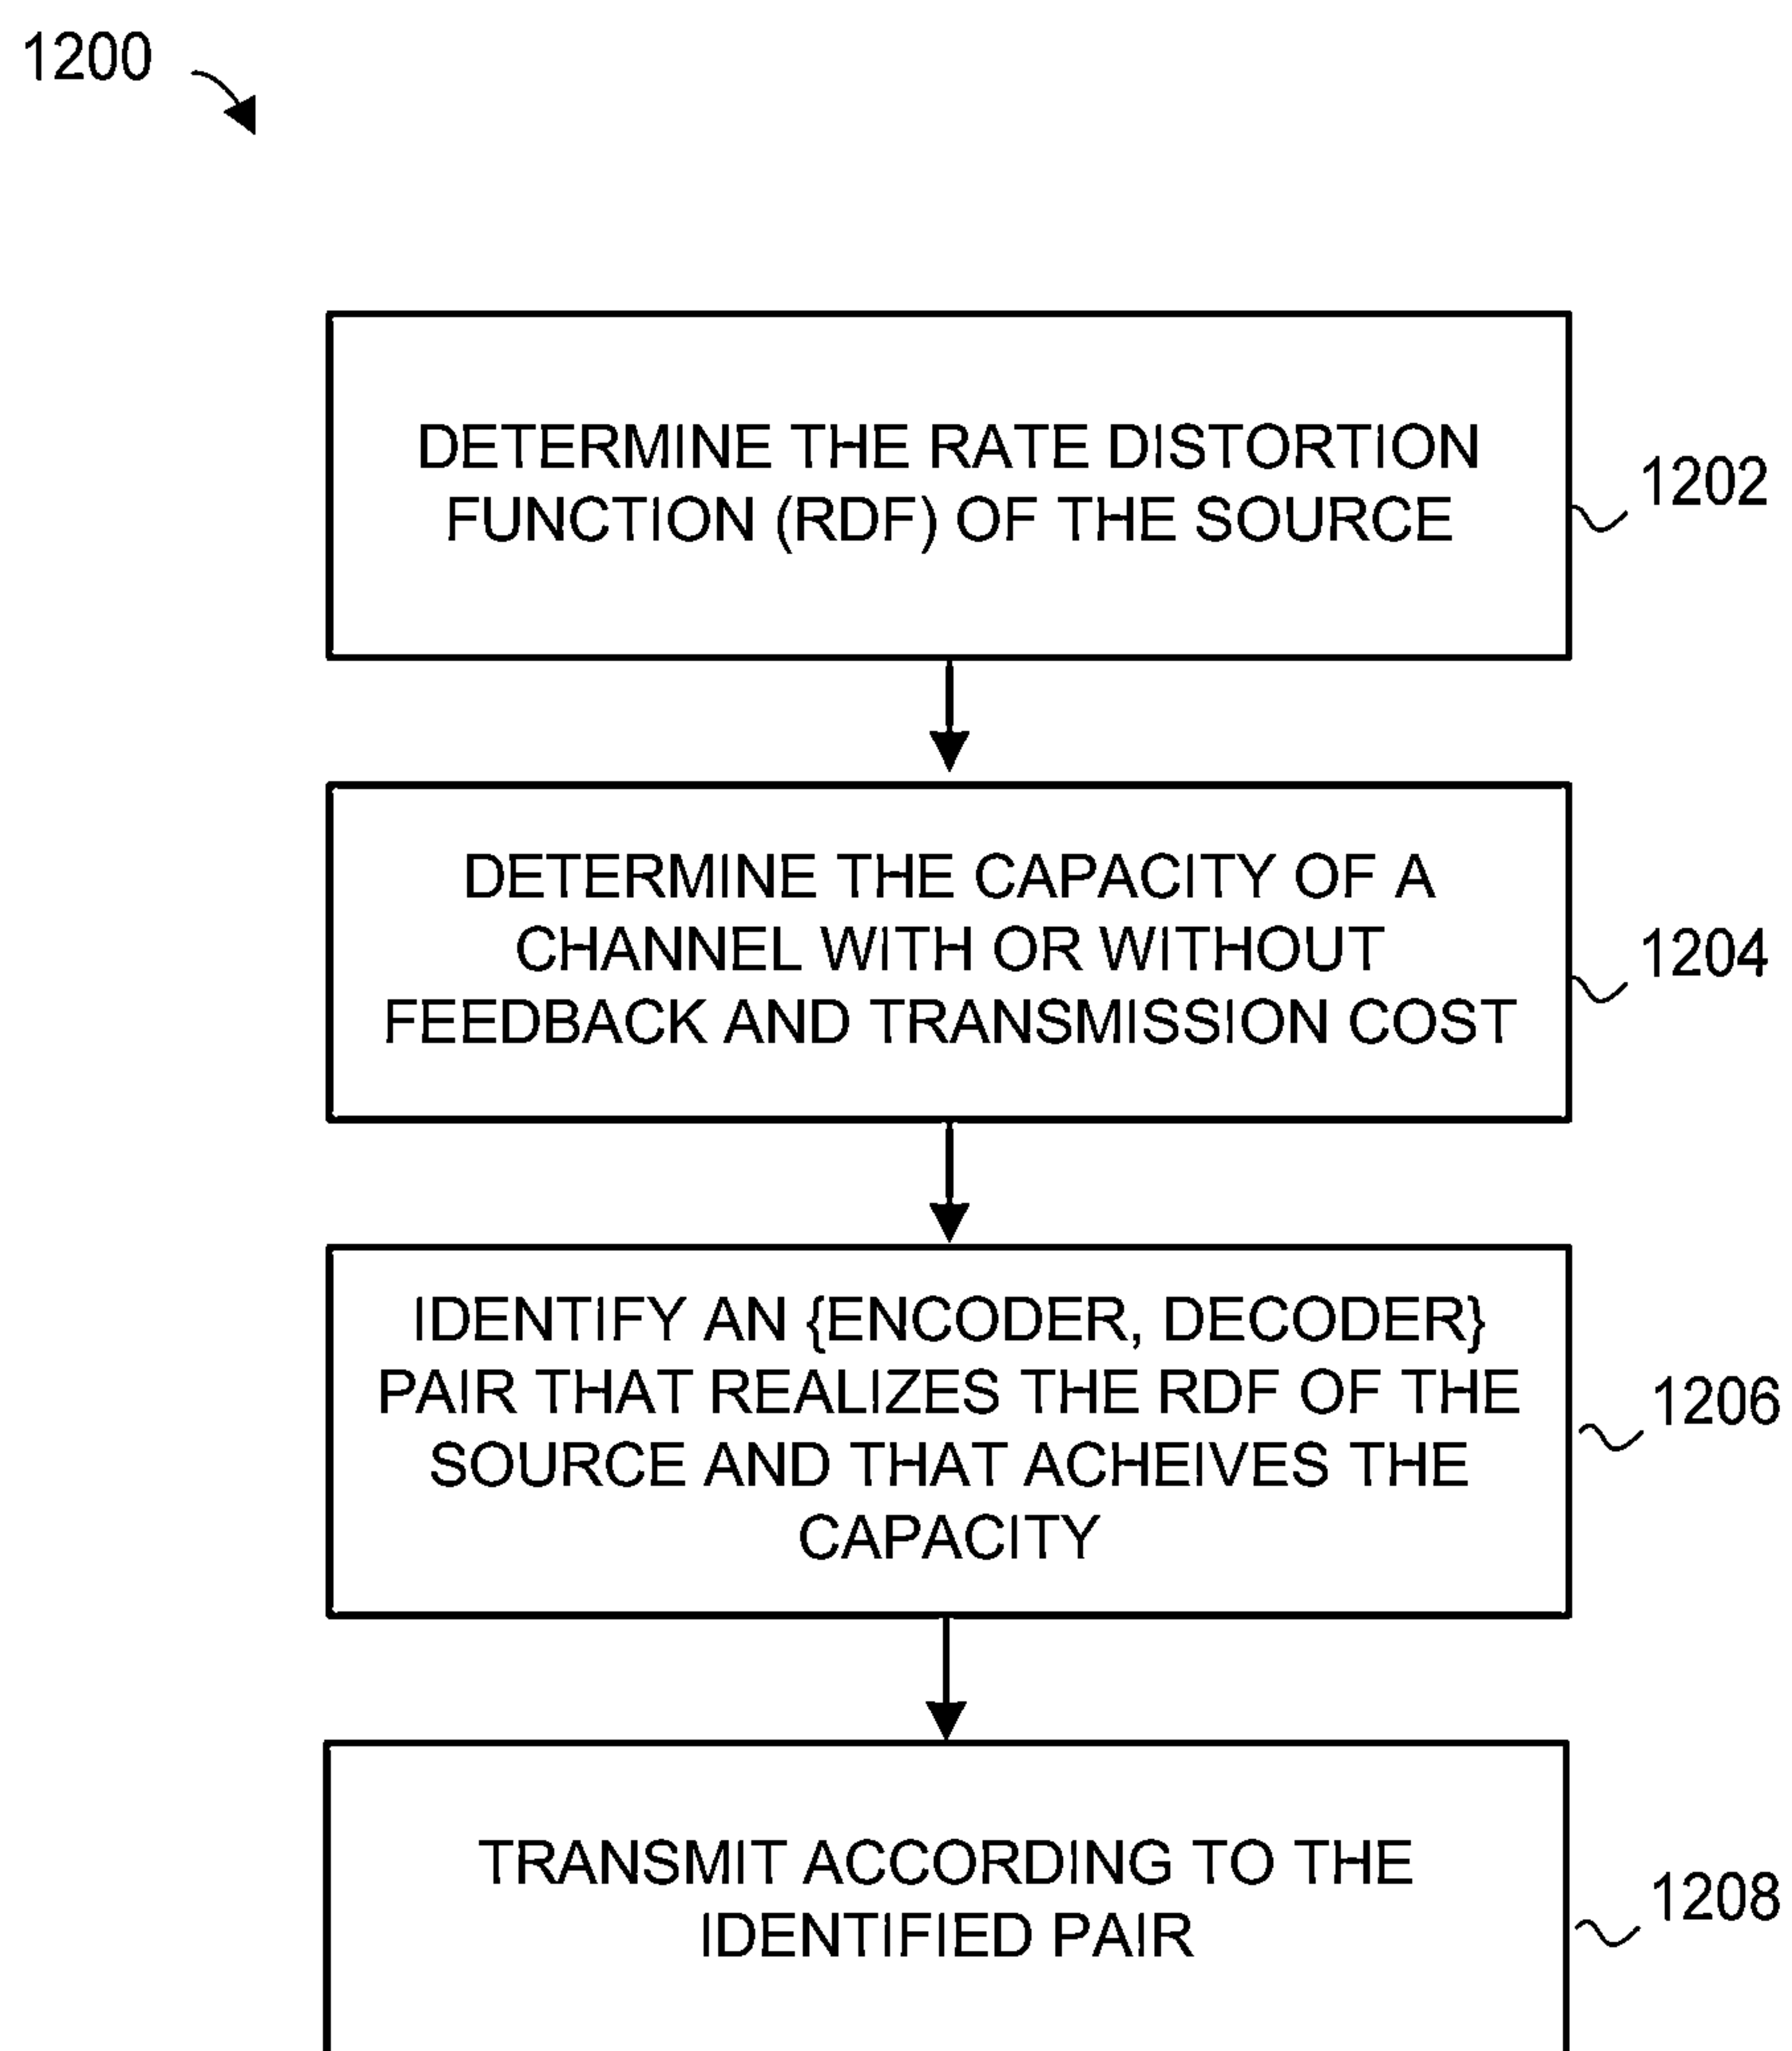 1200
DETERMINE THE RATE DISTORTION
FUNCTION (RDF) OF THE SOURCE
1202
DETERMINE THE CAPACITY OF A
CHANNEL WITH OR WITHOUT
FEEDBACK AND TRANSMISSION COST
1204
IDENTIFY AN {ENCODER, DECODER}
PAIR THAT REALIZES THE RDF OF THE
SOURCE AND THAT ACHEIVES THE
CAPACITY
1206
TRANSMIT ACCORDING TO THE
IDENTIFIED PAIR
1208